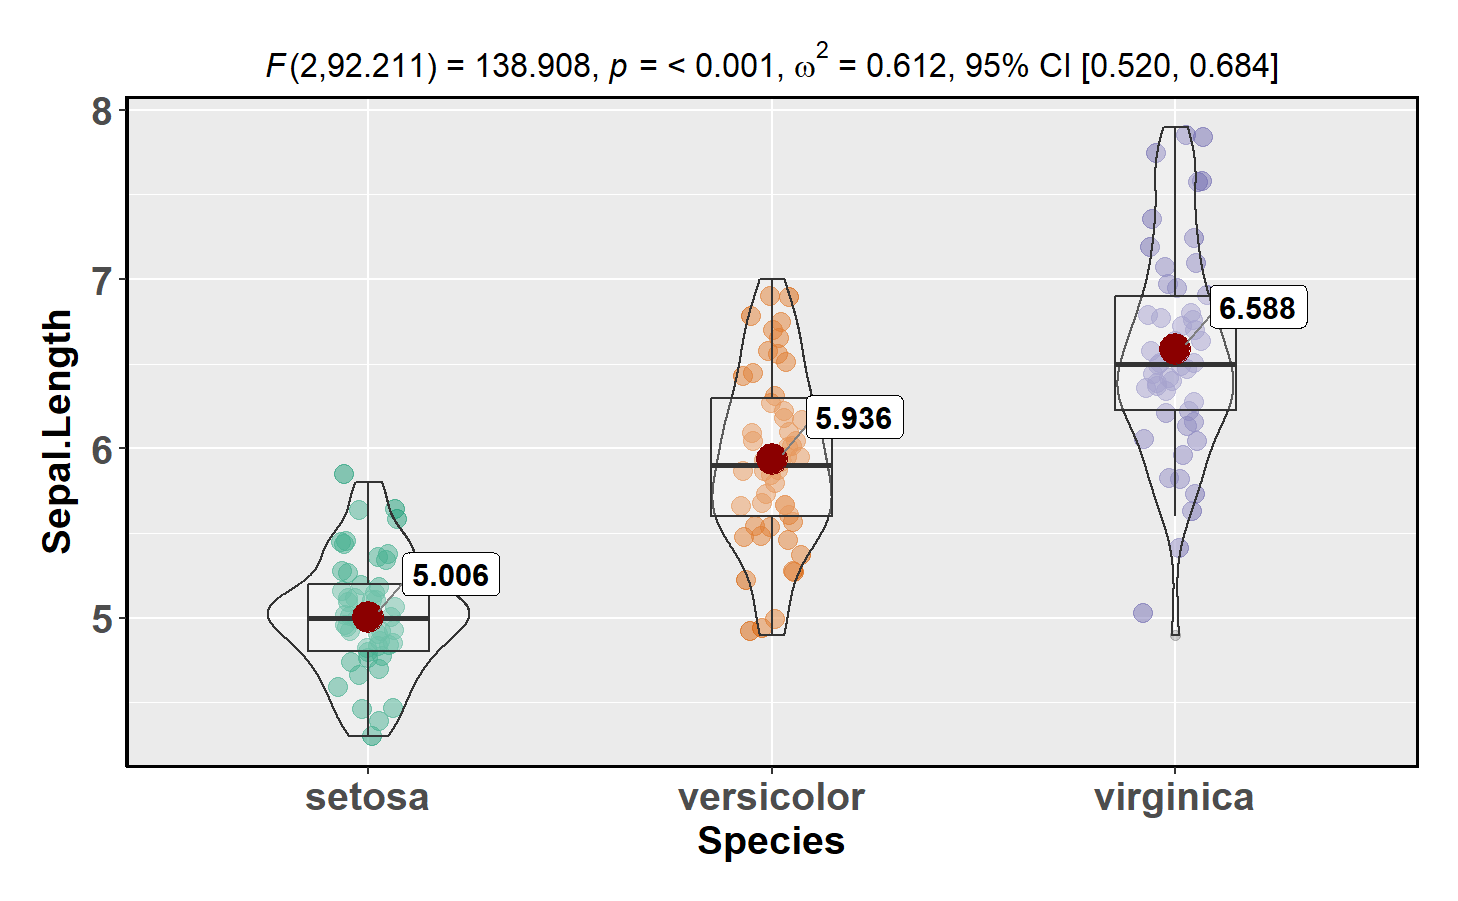 F(2,92.211) = 138.908, p = < 0.001, ω² = 0.612, 95% CI [0.520, 0.684]
8
7
6
5
Sepal.Length
6.588
5.936
5.006
setosa versicolor virginica
Species